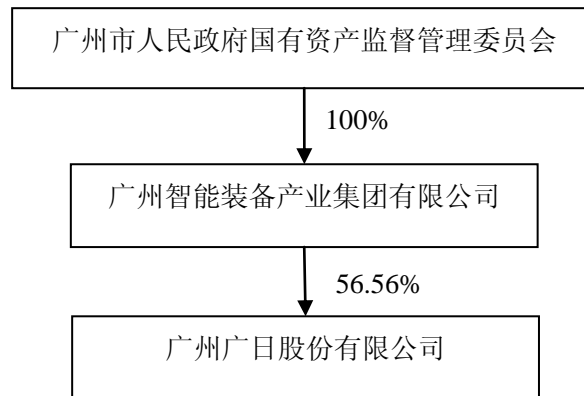 广州市人民政府国有资产监督管理委员会
100%
广州智能装备产业集团有限公司
56.56%
广州广日股份有限公司